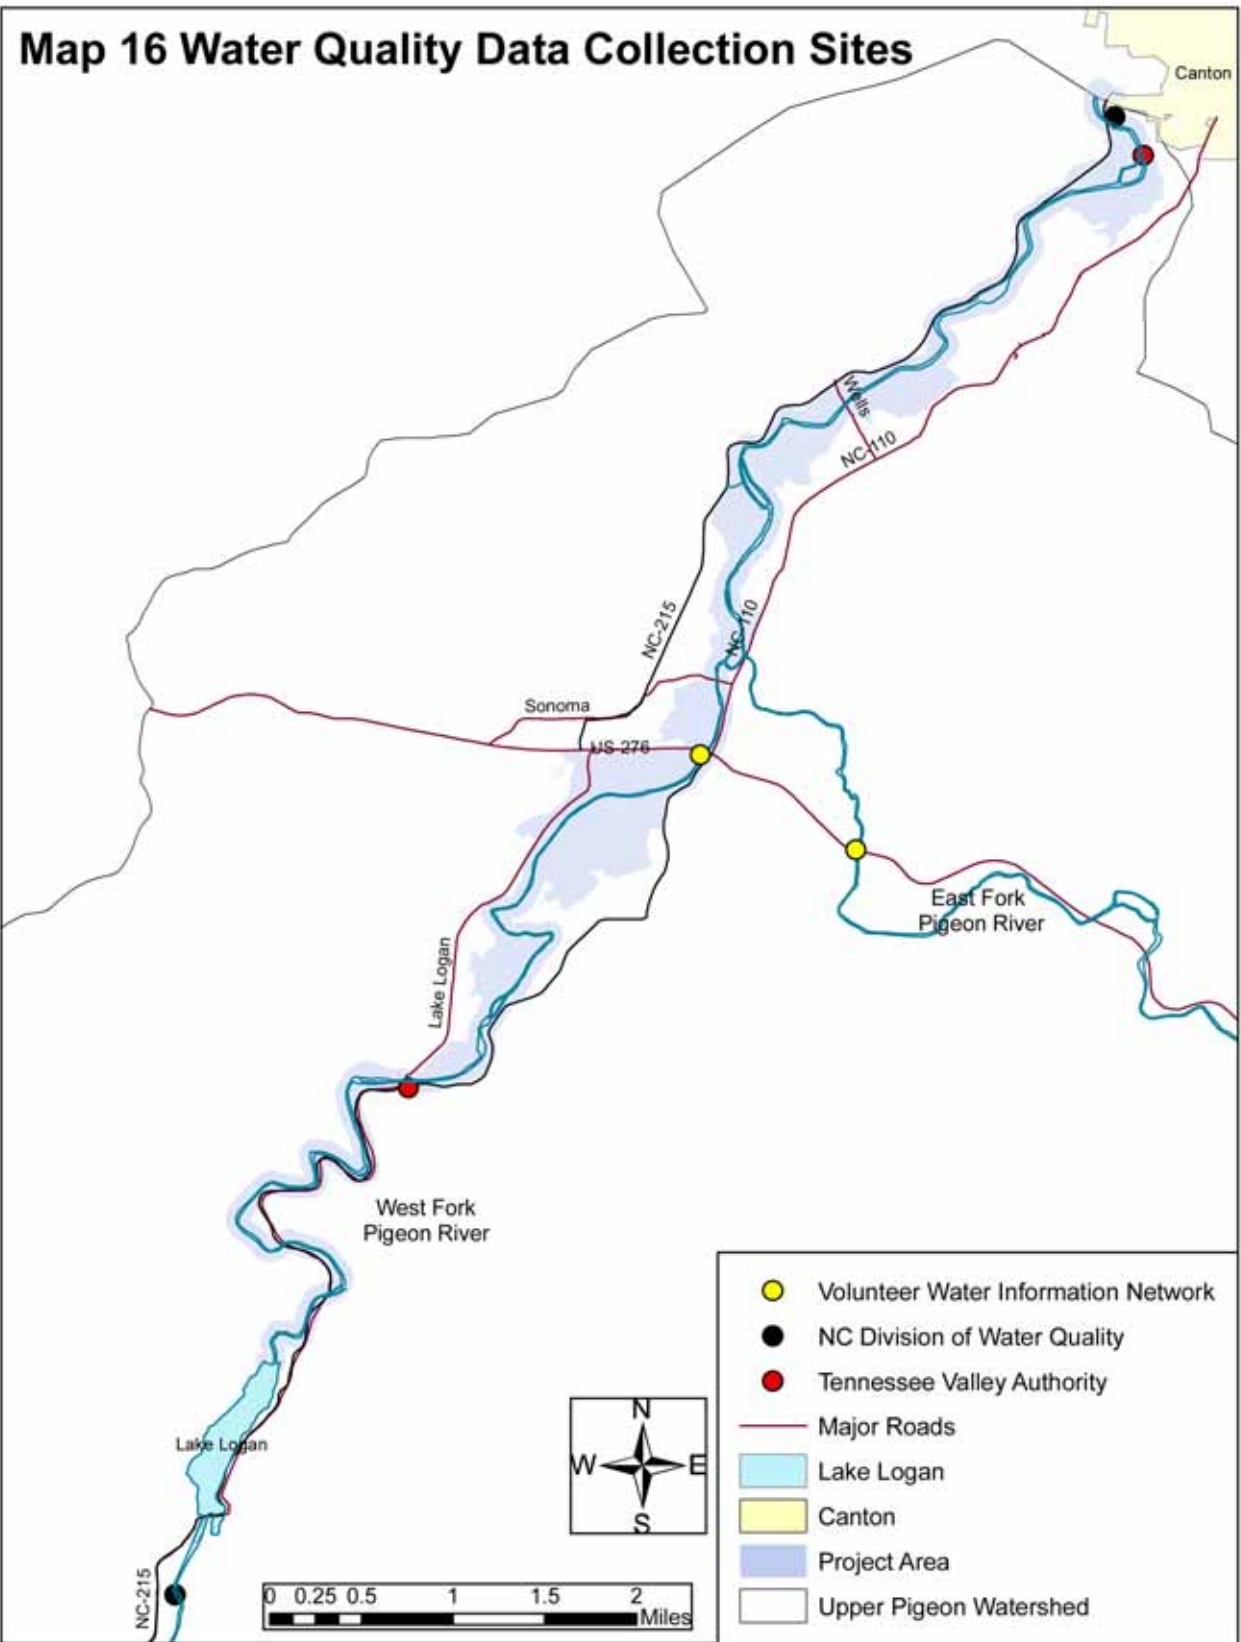 Map 16 Water Quality Data Collection Sites
Canton
Wells
NC-110
NC-215
NC-110
Sonoma
US-276
East Fork
Pigeon River
Lake Logan
West Fork
Pigeon River
Lake Logan
NC-215
N
W E
S
0 0.25 0.5 1 1.5 2
Miles
Volunteer Water Information Network
NC Division of Water Quality
Tennessee Valley Authority
Major Roads
Lake Logan
Canton
Project Area
Upper Pigeon Watershed